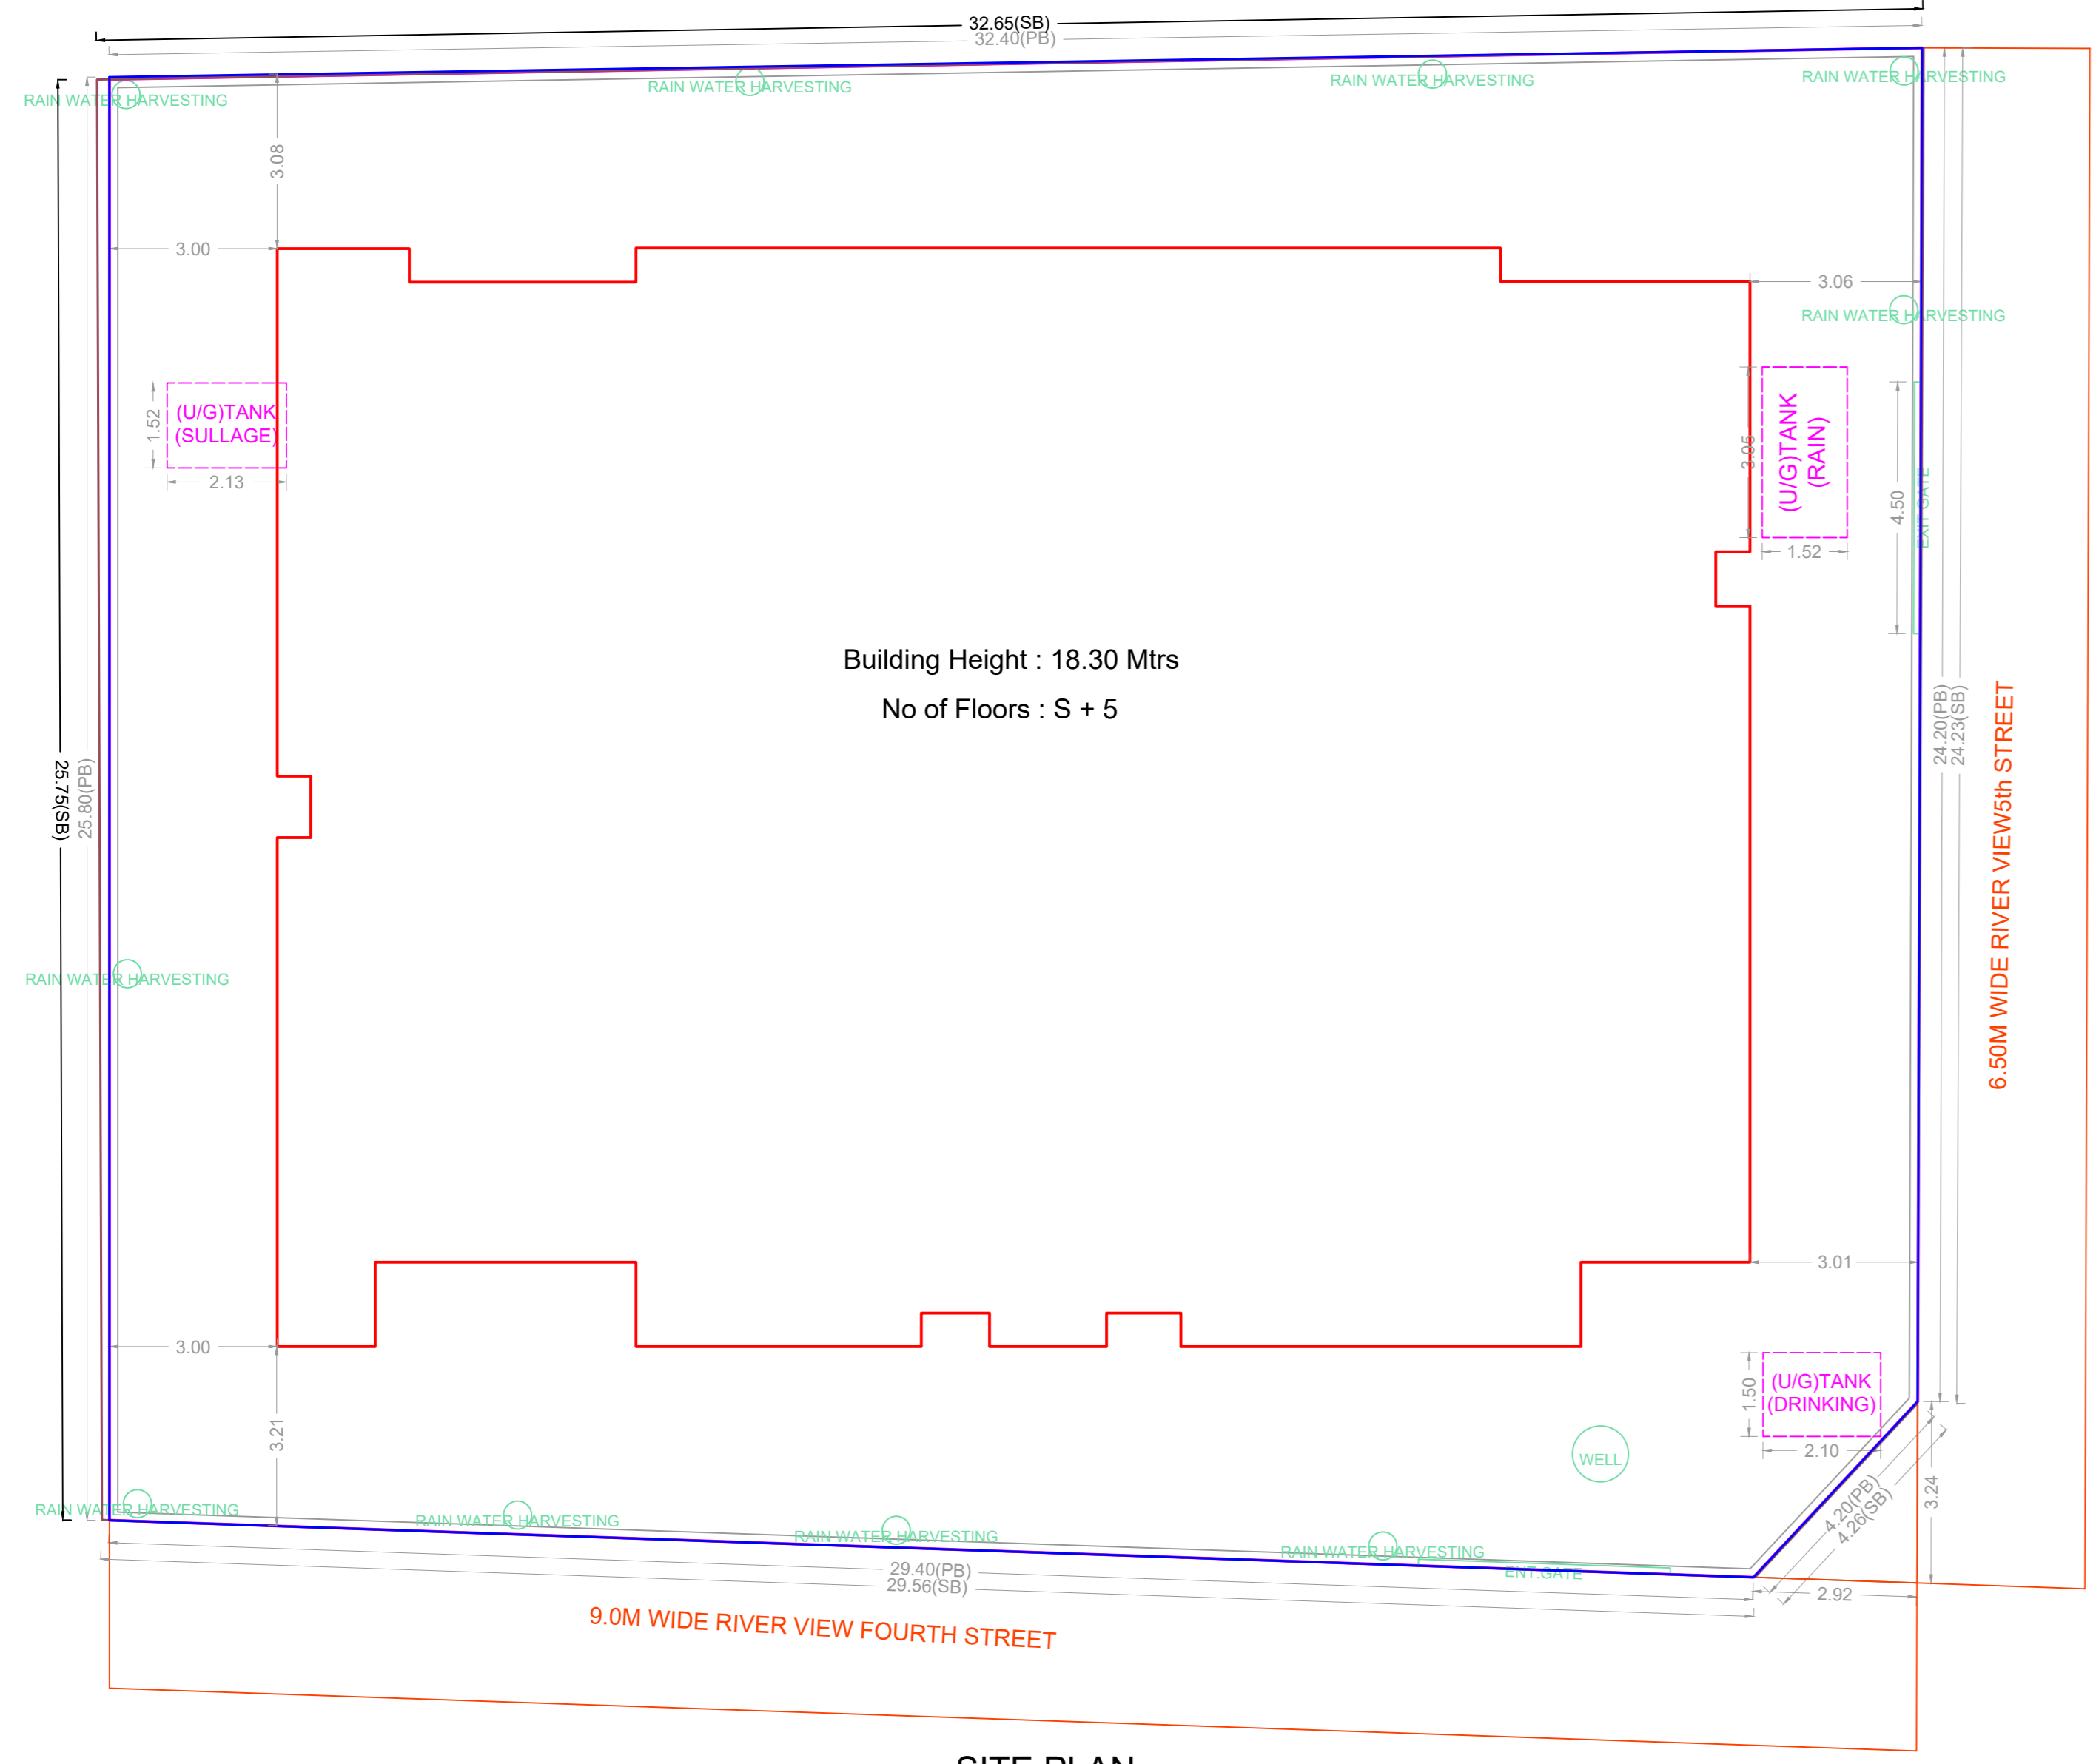 32.65(SB)
32.40(PB)
RAIN WATER HARVESTING
RAIN WATER HARVESTING
RAIN WATER HARVESTING
RAIN WATER HARVESTING
3.08
3.00
3.06
RAIN WATER HARVESTING
1.52
(U/G)TANK
(SULLAGE)
2.13
3.05
(U/G)TANK
(RAIN)
1.52
4.50
EXIT GATE
Building Height : 18.30 Mtrs
No of Floors : S + 5
25.75(SB)
25.80(PB)
24.20(PB)
24.23(SB)
6.50M WIDE RIVER VIEW5th STREET
RAIN WATER HARVESTING
3.01
3.00
3.21
1.50
(U/G)TANK
(DRINKING)
2.10
WELL
4.20(PB)
4.26(SB)
3.24
RAIN WATER HARVESTING
RAIN WATER HARVESTING
RAIN WATER HARVESTING
RAIN WATER HARVESTING
ENT.GATE
29.40(PB)
29.56(SB)
2.92
9.0M WIDE RIVER VIEW FOURTH STREET
SITE PLAN